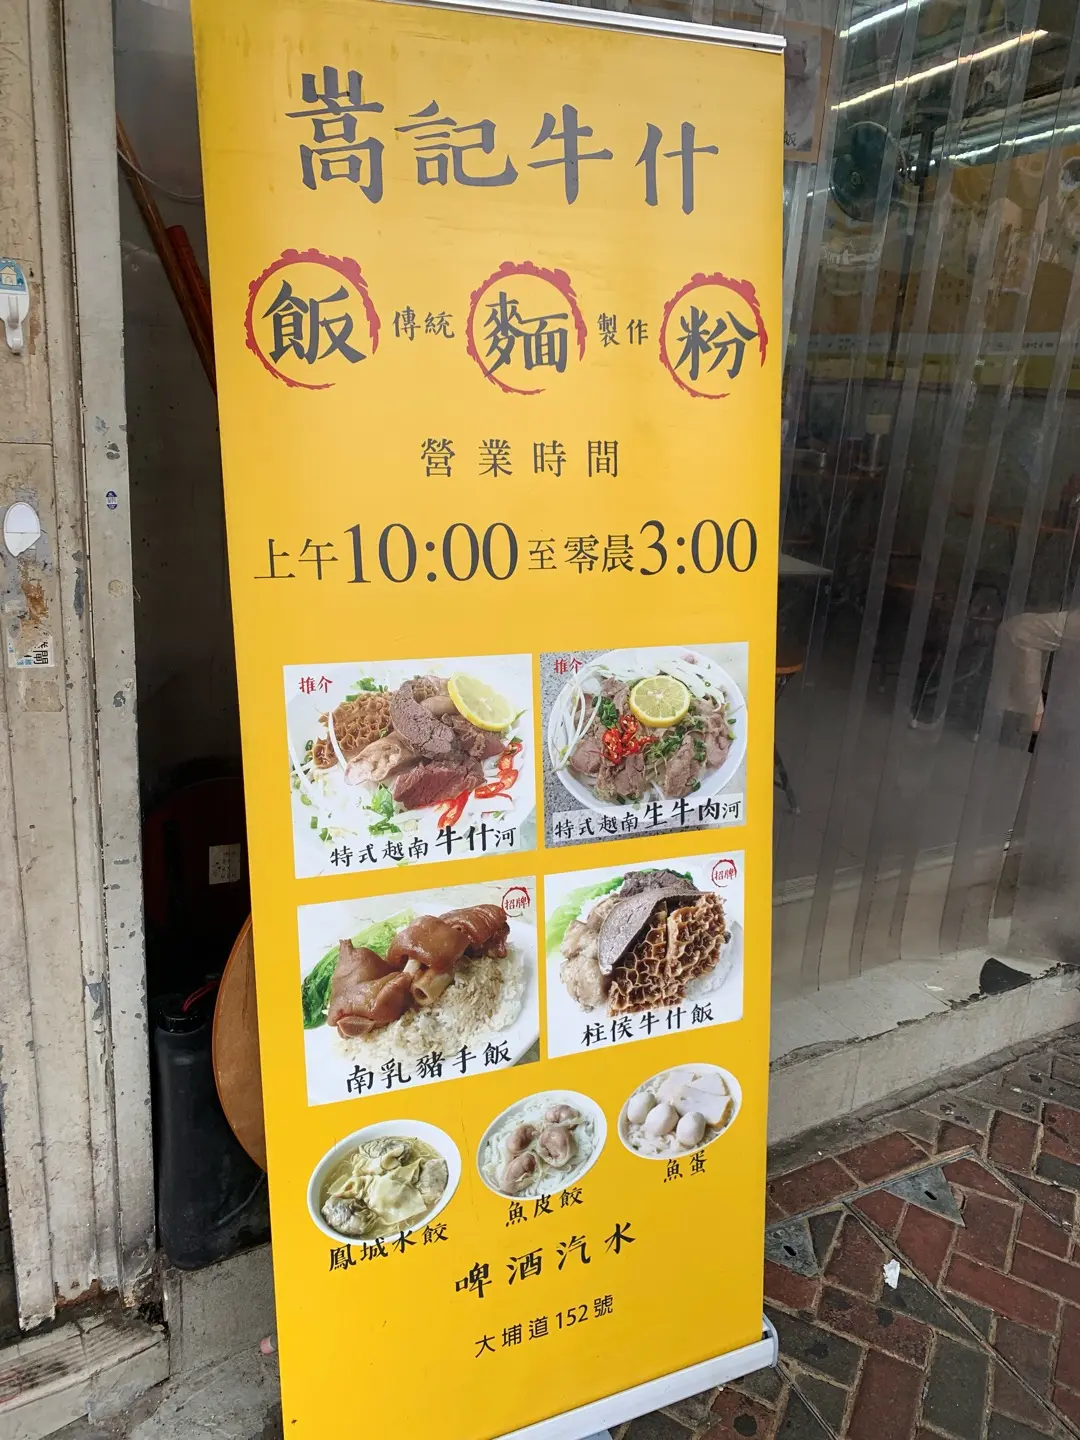 嵩記牛什
飯 傳統 麵 製作 粉
營業時間
上午10:00至零晨3:00
推介
特式越南牛什河
推介
特式越南生牛肉河
招牌
南乳豬手飯
招牌
柱侯牛什飯
鳳城水餃
魚皮餃
魚蛋
啤酒汽水
大埔道152號
飯